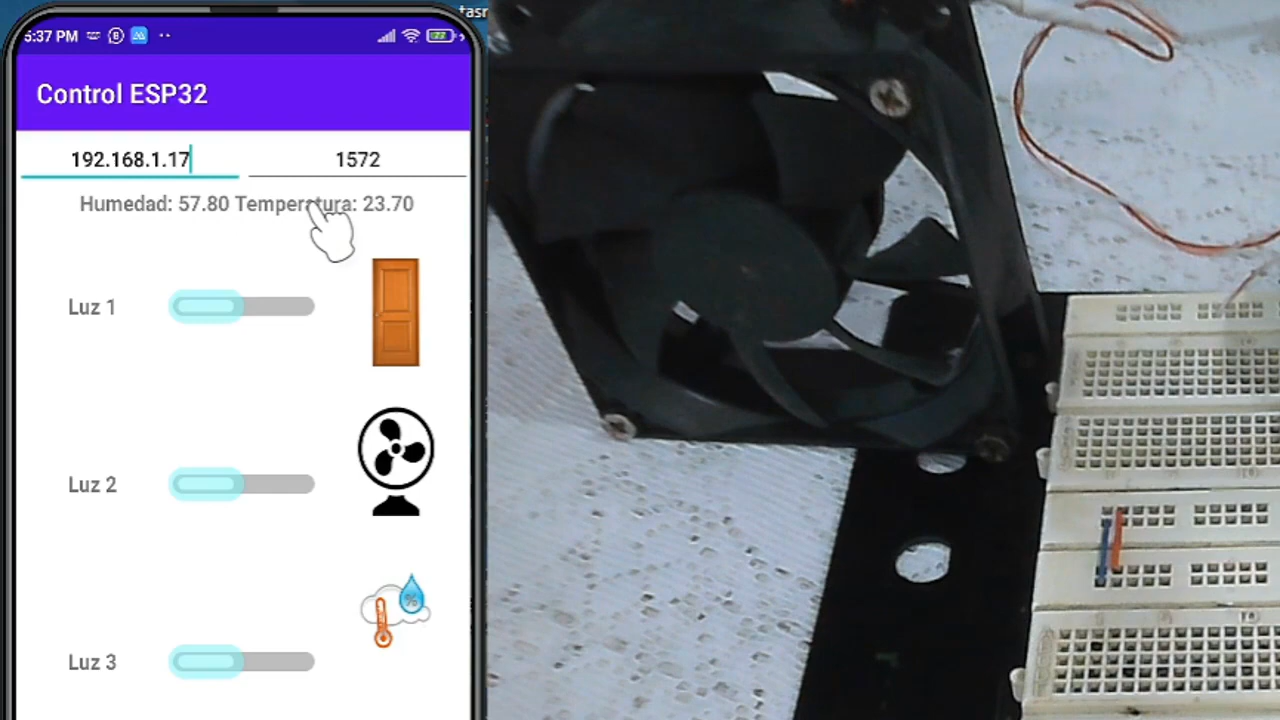 5:37 PM
Control ESP32
192.168.1.17
1572
Humedad: 57.80 Temperatura: 23.70
Luz 1
Luz 2
%
Luz 3